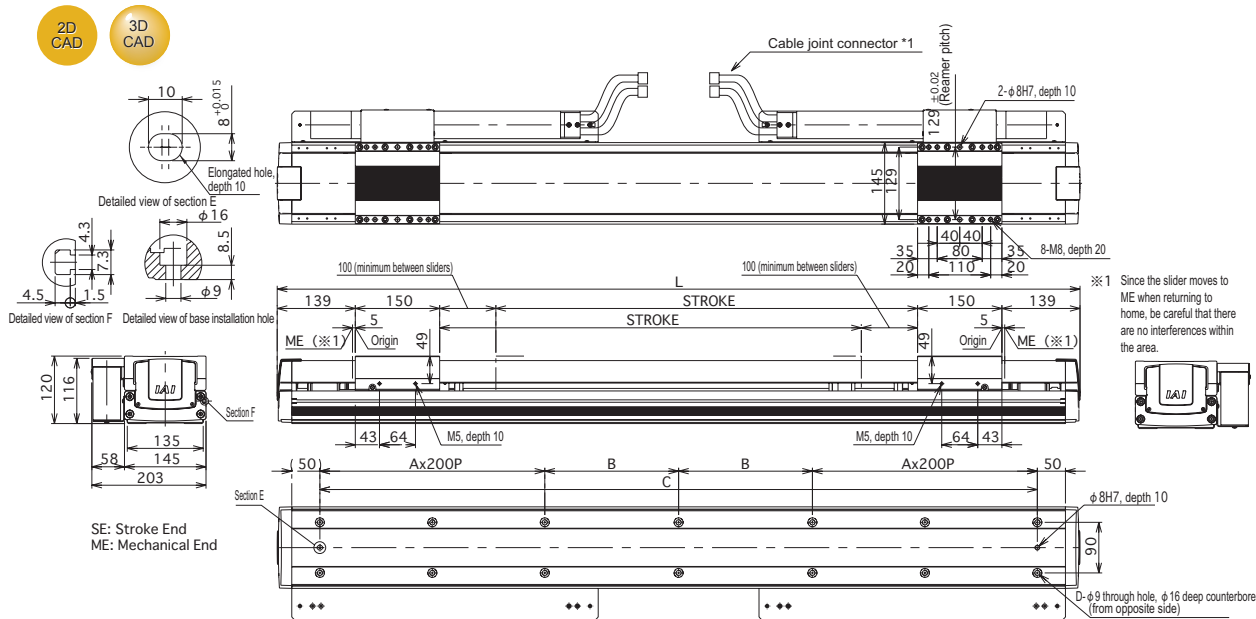 2D
CAD
3D
CAD
Cable joint connector *1
10
8 +0.015
0
Elongated hole,
depth 10
Detailed view of section E
129 ±0.02
(Reamer pitch)
2-φ8H7, depth 10
145
129
40 40
35 80 35
20 110 20
8-M8, depth 20
4.3
7.3
4.5
1.5
Detailed view of section F
φ16
8.5
φ9
Detailed view of base installation hole
100 (minimum between sliders)
100 (minimum between sliders)
L
139
150
STROKE
150
139
STROKE
5
5
ME (※1)
Origin
49
49
Origin
ME (※1)
※1 Since the slider moves to
ME when returning to
home, be careful that there
are no interferences within
the area.
120
116
IAI
Section F
135
58
145
203
43
64
M5, depth 10
M5, depth 10
64
43
IAI
(50)
Ax200P
B
B
Ax200P
50
C
Section E
φ8H7, depth 10
90
SE: Stroke End
ME: Mechanical End
D-φ9 through hole, φ16 deep counterbore
(from opposite side)